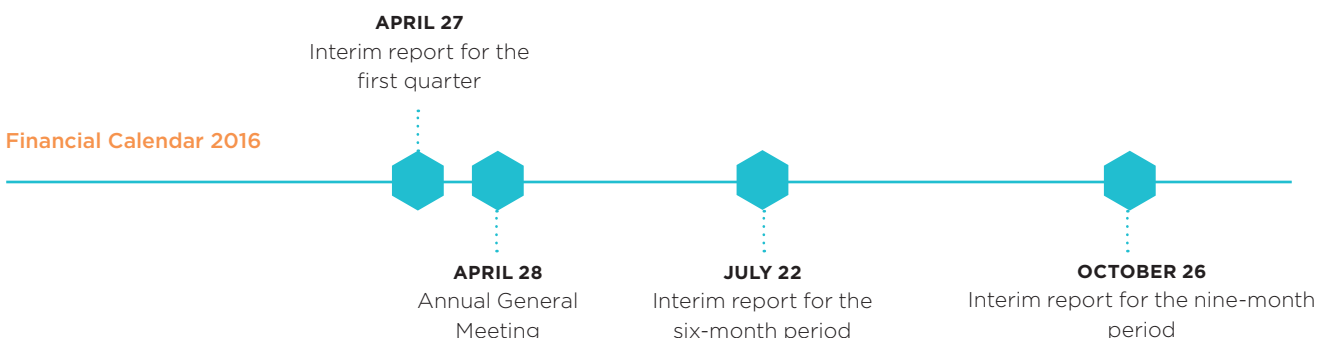 APRIL 27
Interim report for the
first quarter
Financial Calendar 2016
APRIL 28
Annual General
Meeting
JULY 22
Interim report for the
six-month period
OCTOBER 26
Interim report for the nine-month
period